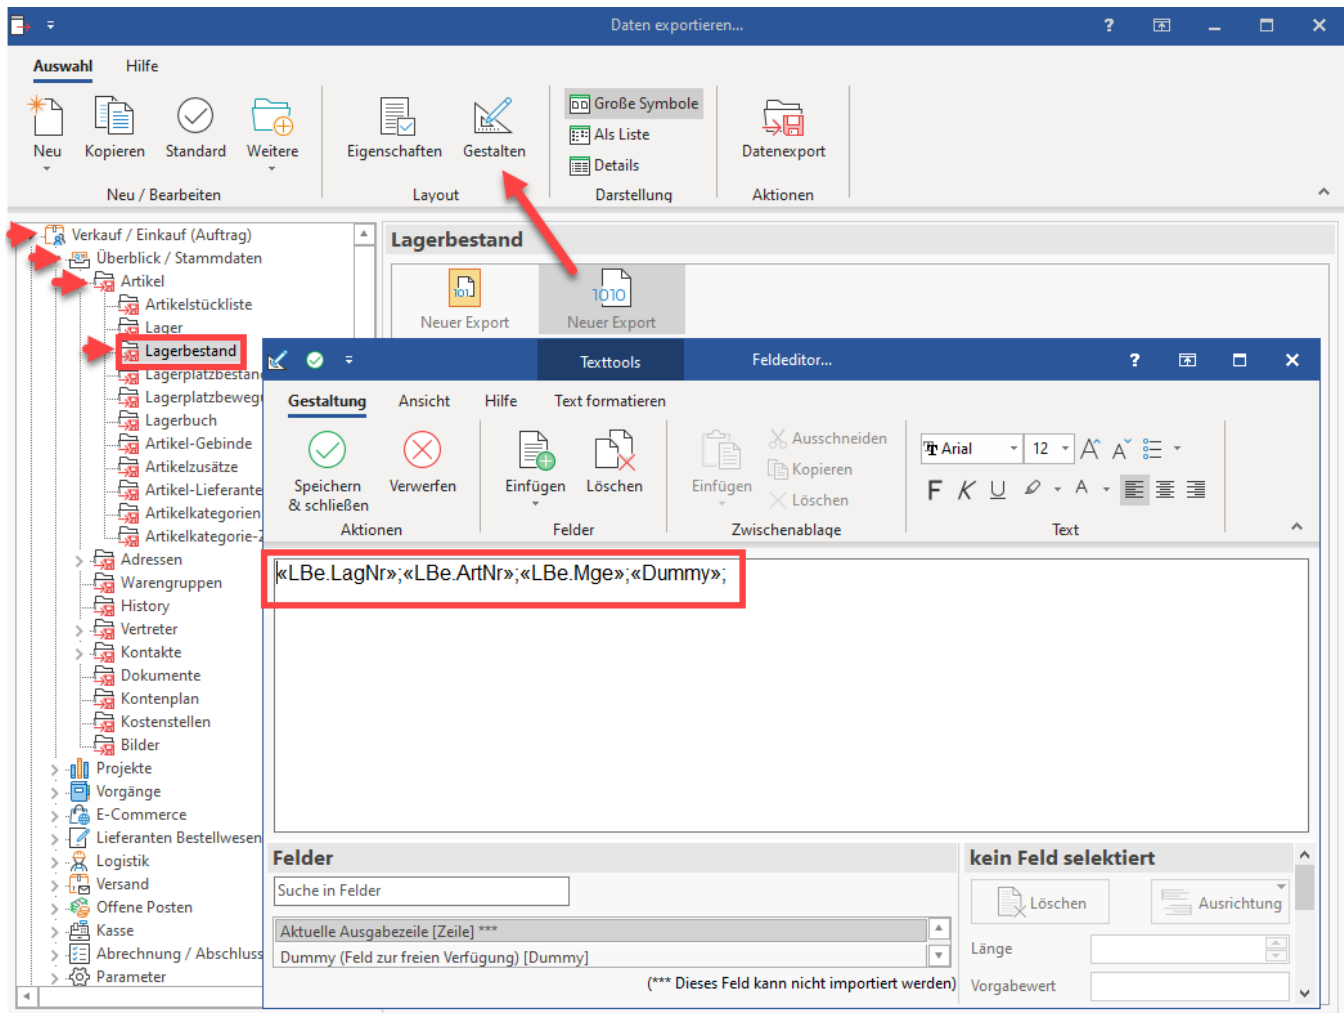 Daten exportieren...
?
Auswahl Hilfe
Neu
Kopieren
Standard
Weitere
Eigenschaften
Gestalten
Große Symbole
Als Liste
Details
Datenexport
Neu / Bearbeiten
Layout
Darstellung
Aktionen
Verkauf / Einkauf (Auftrag)
Überblick / Stammdaten
Artikel
Artikelstückliste
Lager
Lagerbestand
Lagerplatzbestan
Lagerplatzbeweg
Lagerbuch
Artikel-Gebinde
Artikelzusätze
Artikel-Lieferante
Artikelkategorien
Artikelkategorie-Z
Adressen
Warengruppen
History
Vertreter
Kontakte
Dokumente
Kontenplan
Kostenstellen
Bilder
Projekte
Vorgänge
E-Commerce
Lieferanten Bestellwesen
Logistik
Versand
Offene Posten
Kasse
Abrechnung / Abschluss
Parameter
Lagerbestand
101
Neuer Export
1010
Neuer Export
Texttools
Feldeditor...
?
Gestaltung Ansicht Hilfe Text formatieren
Speichern
& schließen
Verwerfen
Einfügen
Löschen
Einfügen
Ausschneiden
Kopieren
Löschen
Arial 12 A A
F K U A
Aktionen
Felder
Zwischenablage
Text
«LBe.LagNr»;«LBe.ArtNr»;«LBe.Mge»;«Dummy»;
Felder
Suche in Felder
Aktuelle Ausgabezeile [Zeile] ***
Dummy (Feld zur freien Verfügung) [Dummy]
(*** Dieses Feld kann nicht importiert werden)
kein Feld selektiert
Löschen
Ausrichtung
Länge
Vorgabewert